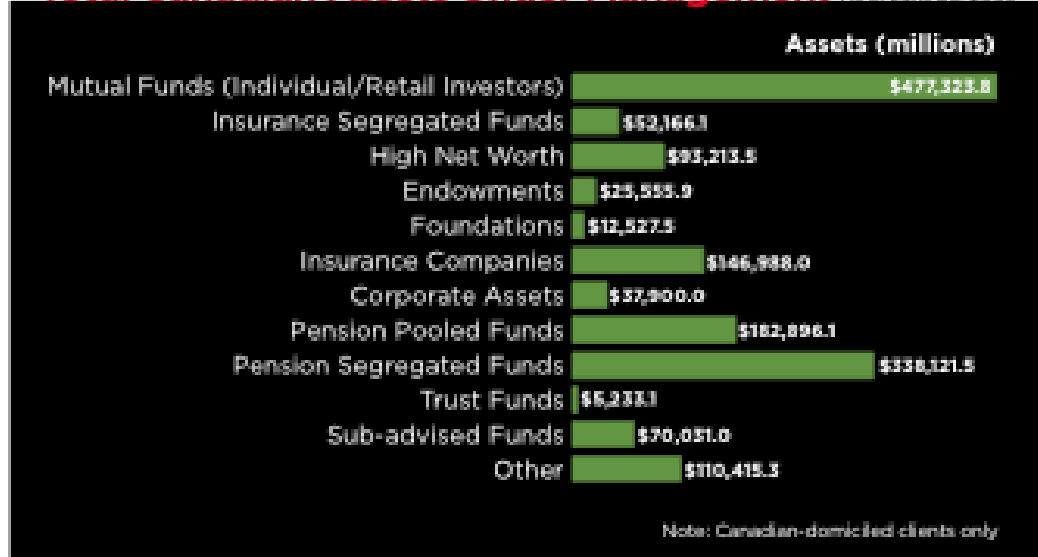 Assets (millions)
Mutual Funds (Individual/Retail Investors) $477,323.8
Insurance Segregated Funds $52,166.1
High Net Worth $93,213.5
Endowments $25,555.9
Foundations $12,527.5
Insurance Companies $146,988.0
Corporate Assets $37,900.0
Pension Pooled Funds $182,896.1
Pension Segregated Funds $338,121.5
Trust Funds $5,233.1
Sub-advised Funds $70,031.0
Other $110,415.3
Note: Canadian-domiciled clients only